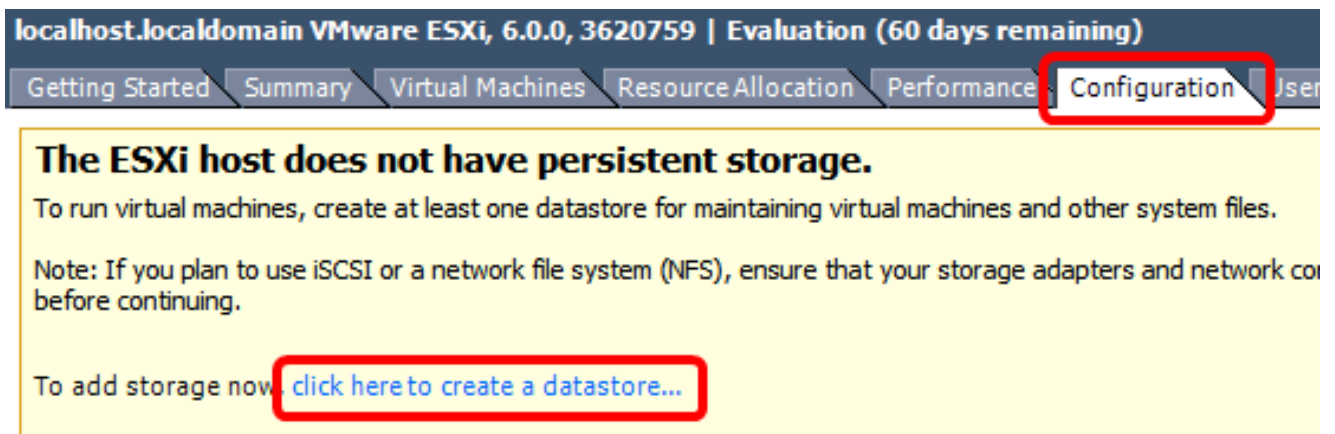 localhost.localdomain VMware ESXi, 6.0.0, 3620759 | Evaluation (60 days remaining)
Getting Started Summary Virtual Machines Resource Allocation Performance Configuration
The ESXi host does not have persistent storage.
To run virtual machines, create at least one datastore for maintaining virtual machines and other system files.
Note: If you plan to use iSCSI or a network file system (NFS), ensure that your storage adapters and network
before continuing.
To add storage now, click here to create a datastore...